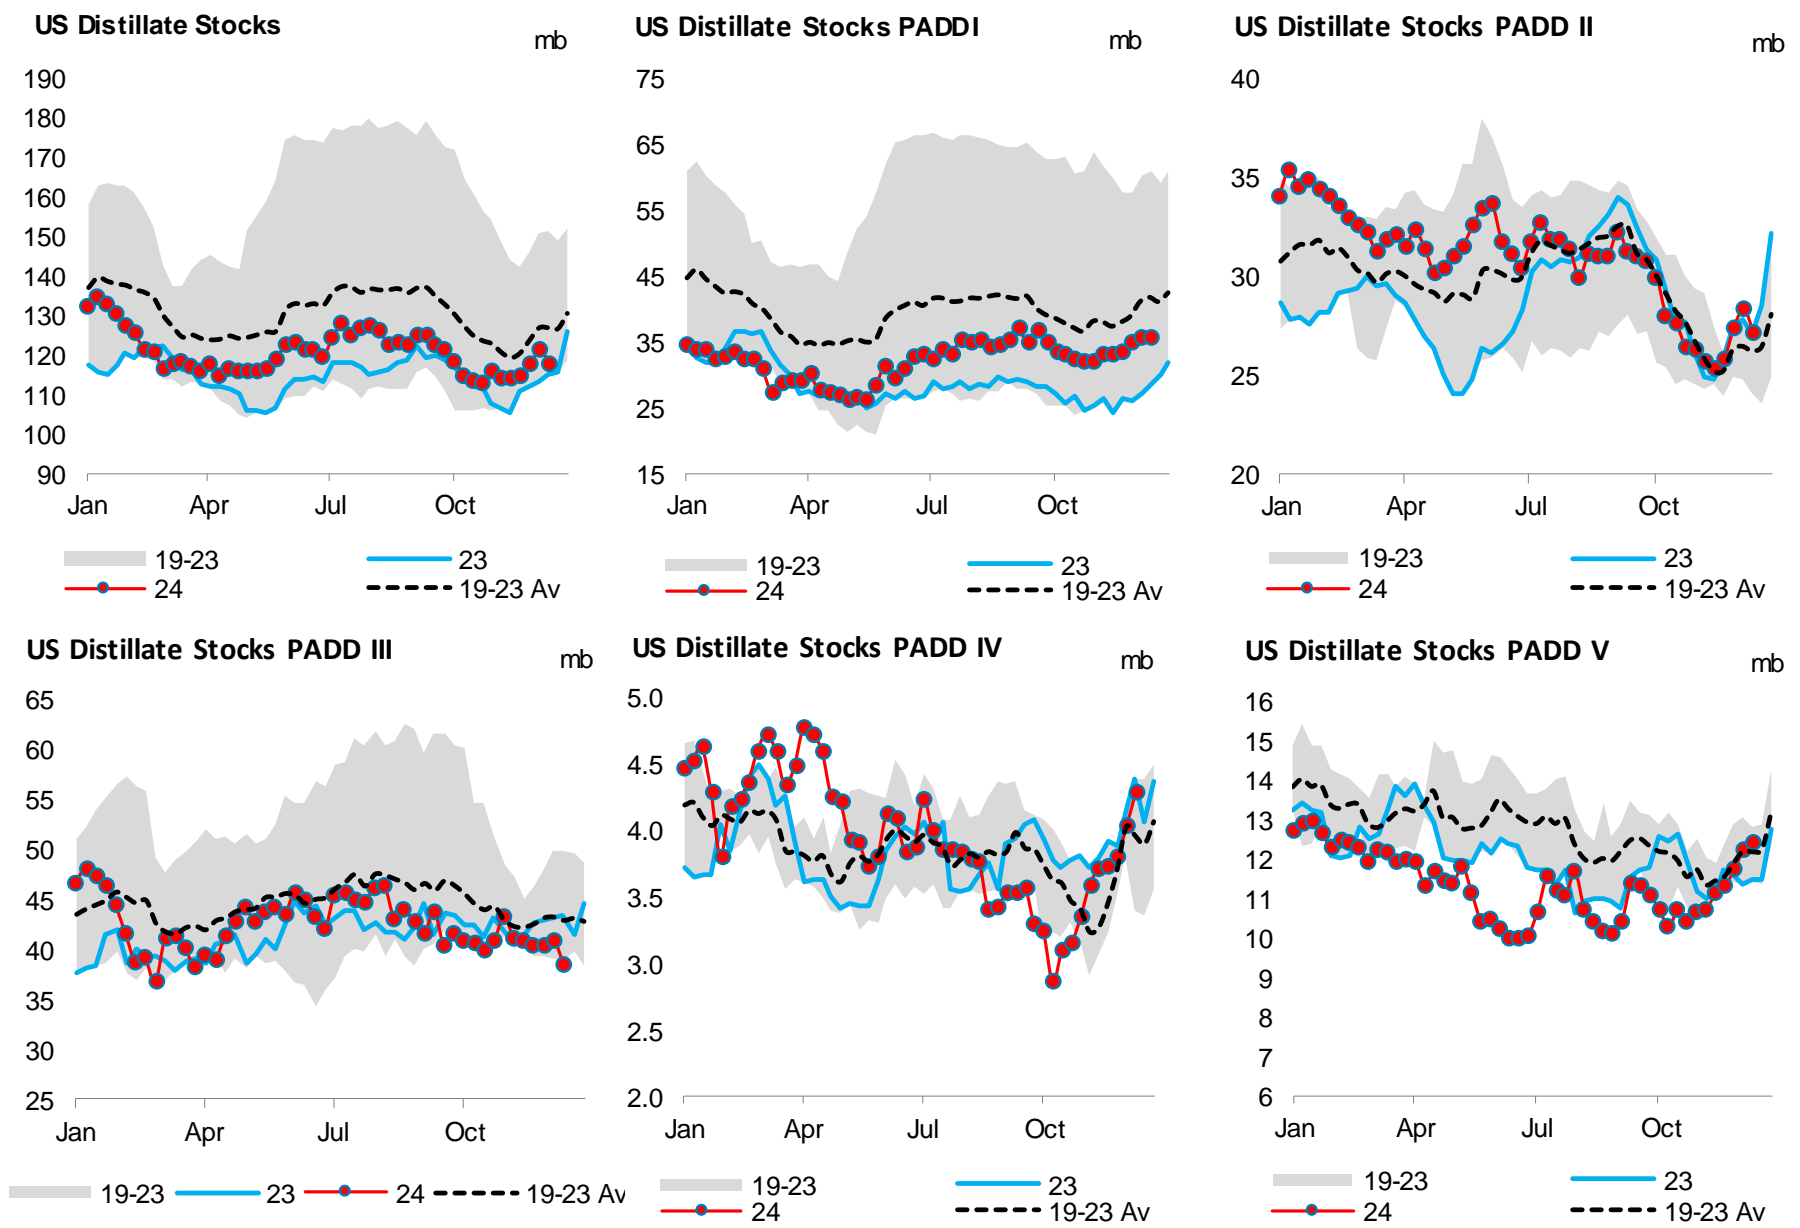 US Distillate Stocks
mb
190
180
170
160
150
140
130
120
110
100
90
Jan Apr Jul Oct
19-23 23
24 19-23 Av
US Distillate Stocks PADD I
mb
75
65
55
45
35
25
15
Jan Apr Jul Oct
19-23 23
24 19-23 Av
US Distillate Stocks PADD II
mb
40
35
30
25
20
Jan Apr Jul Oct
19-23 23
24 19-23 Av
US Distillate Stocks PADD III
mb
65
60
55
50
45
40
35
30
25
Jan Apr Jul Oct
19-23 23 24 19-23 Av
US Distillate Stocks PADD IV
mb
5.0
4.5
4.0
3.5
3.0
2.5
2.0
Jan Apr Jul Oct
19-23 23
24 19-23 Av
US Distillate Stocks PADD V
mb
16
15
14
13
12
11
10
9
8
7
6
Jan Apr Jul Oct
19-23 23
24 19-23 Av